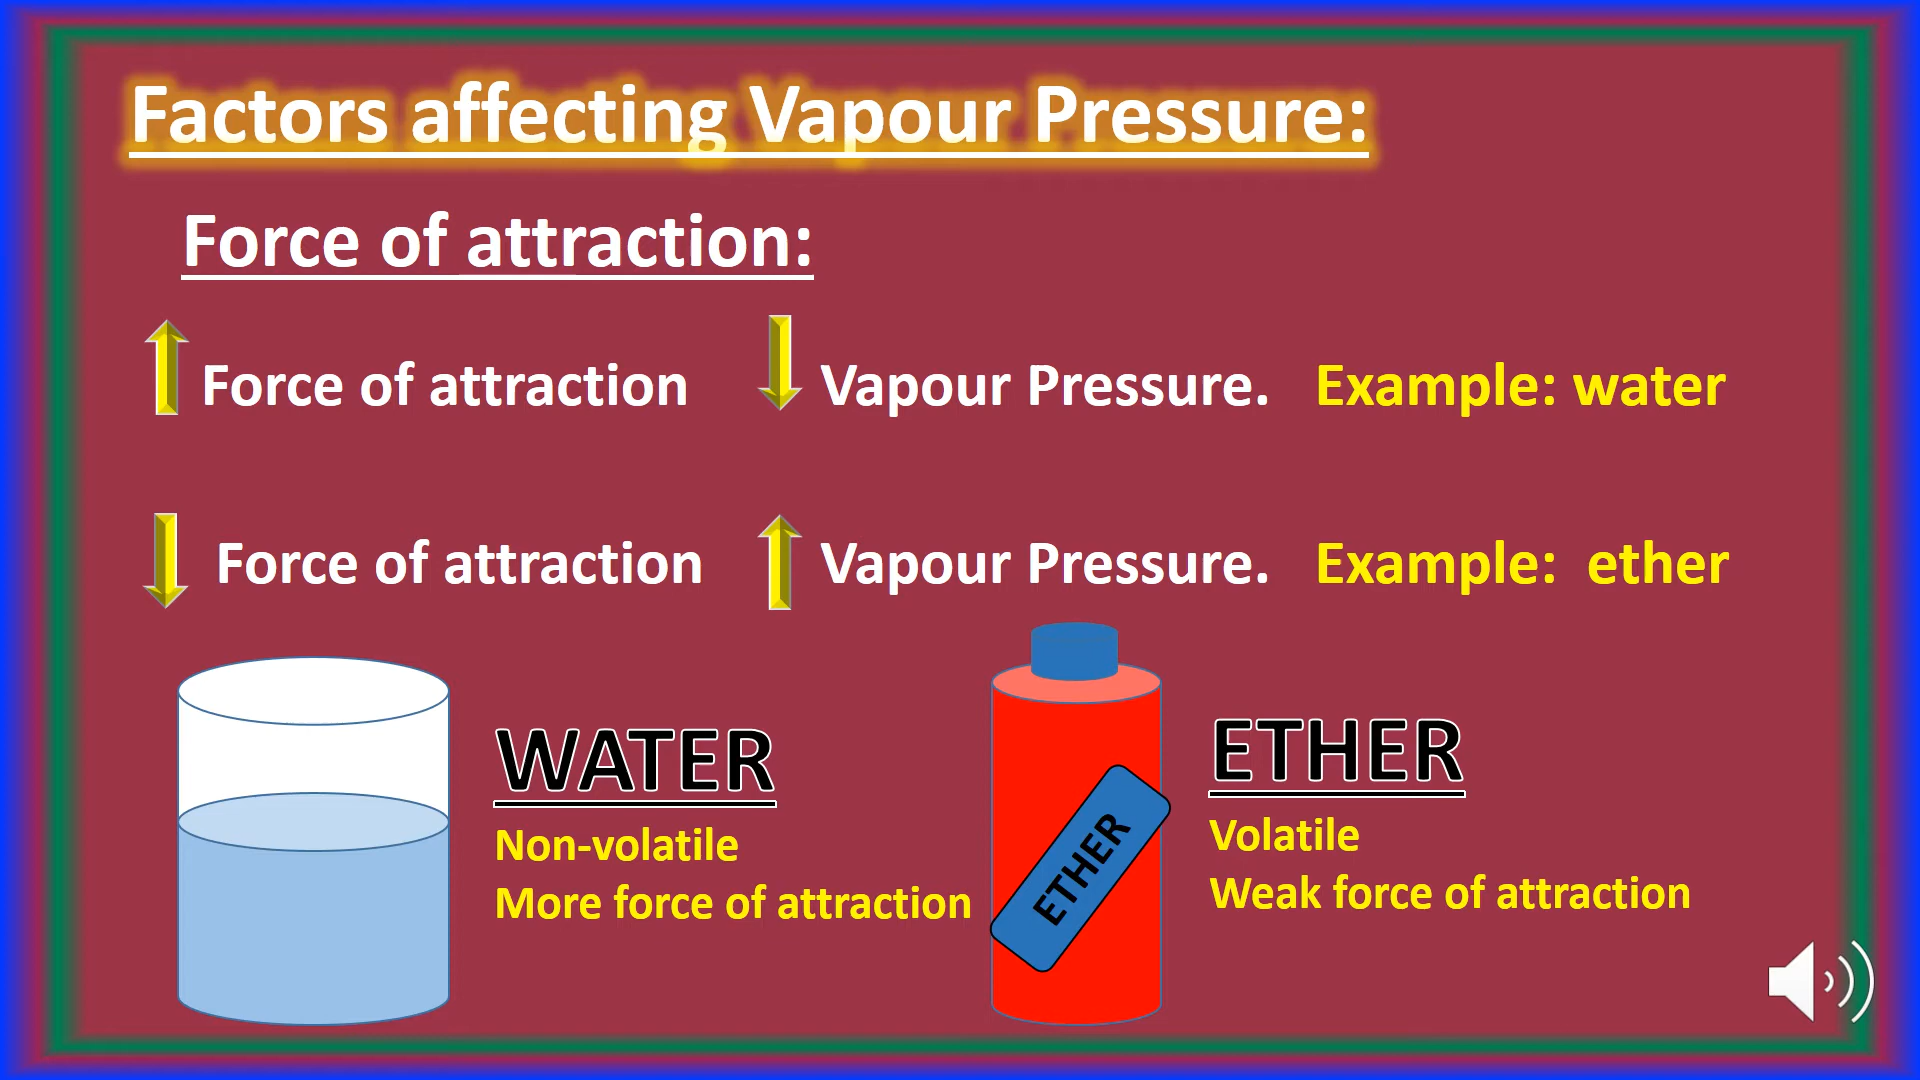 Factors affecting Vapour Pressure:
Force of attraction:
Force of attraction Vapour Pressure. Example: water
Force of attraction Vapour Pressure. Example: ether
WATER
Non-volatile
More force of attraction
ETHER
ETHER
Volatile
Weak force of attraction